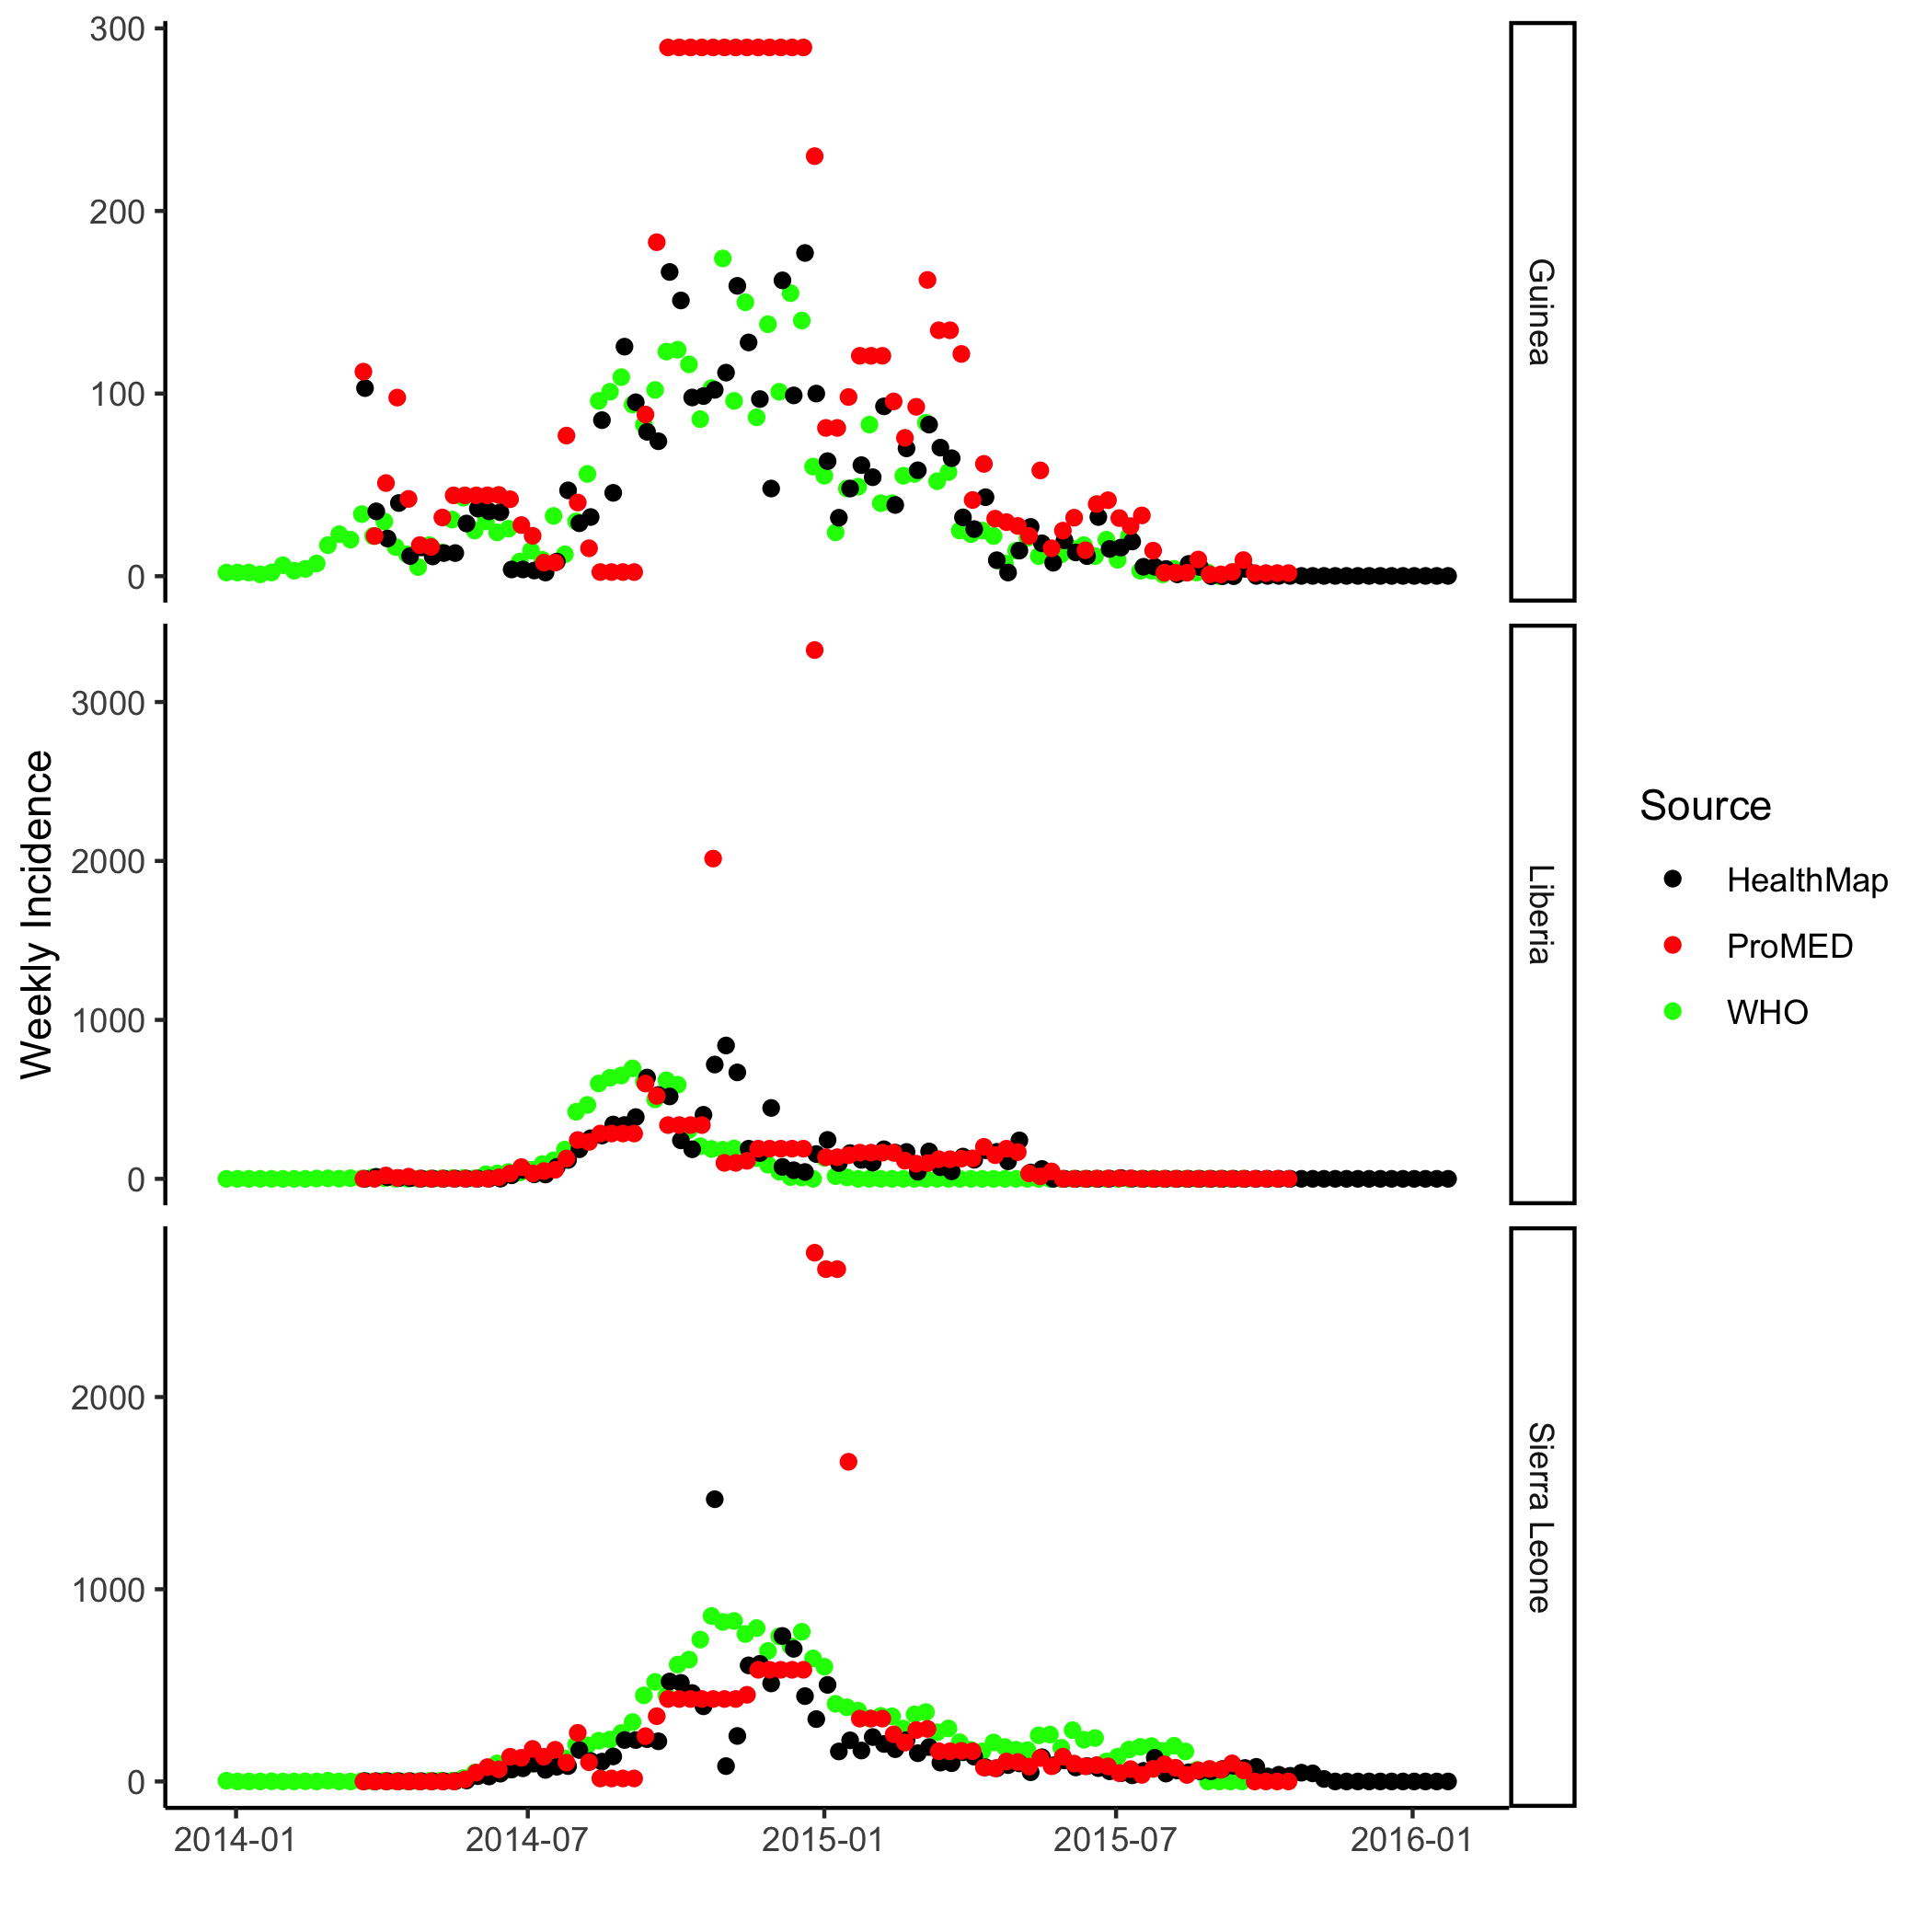 Weekly Incidence
300
200
100
0
Guinea
3000
2000
1000
0
Liberia
2000
1000
0
Sierra Leone
2014-01
2014-07
2015-01
2015-07
2016-01
Source
HealthMap
ProMED
WHO